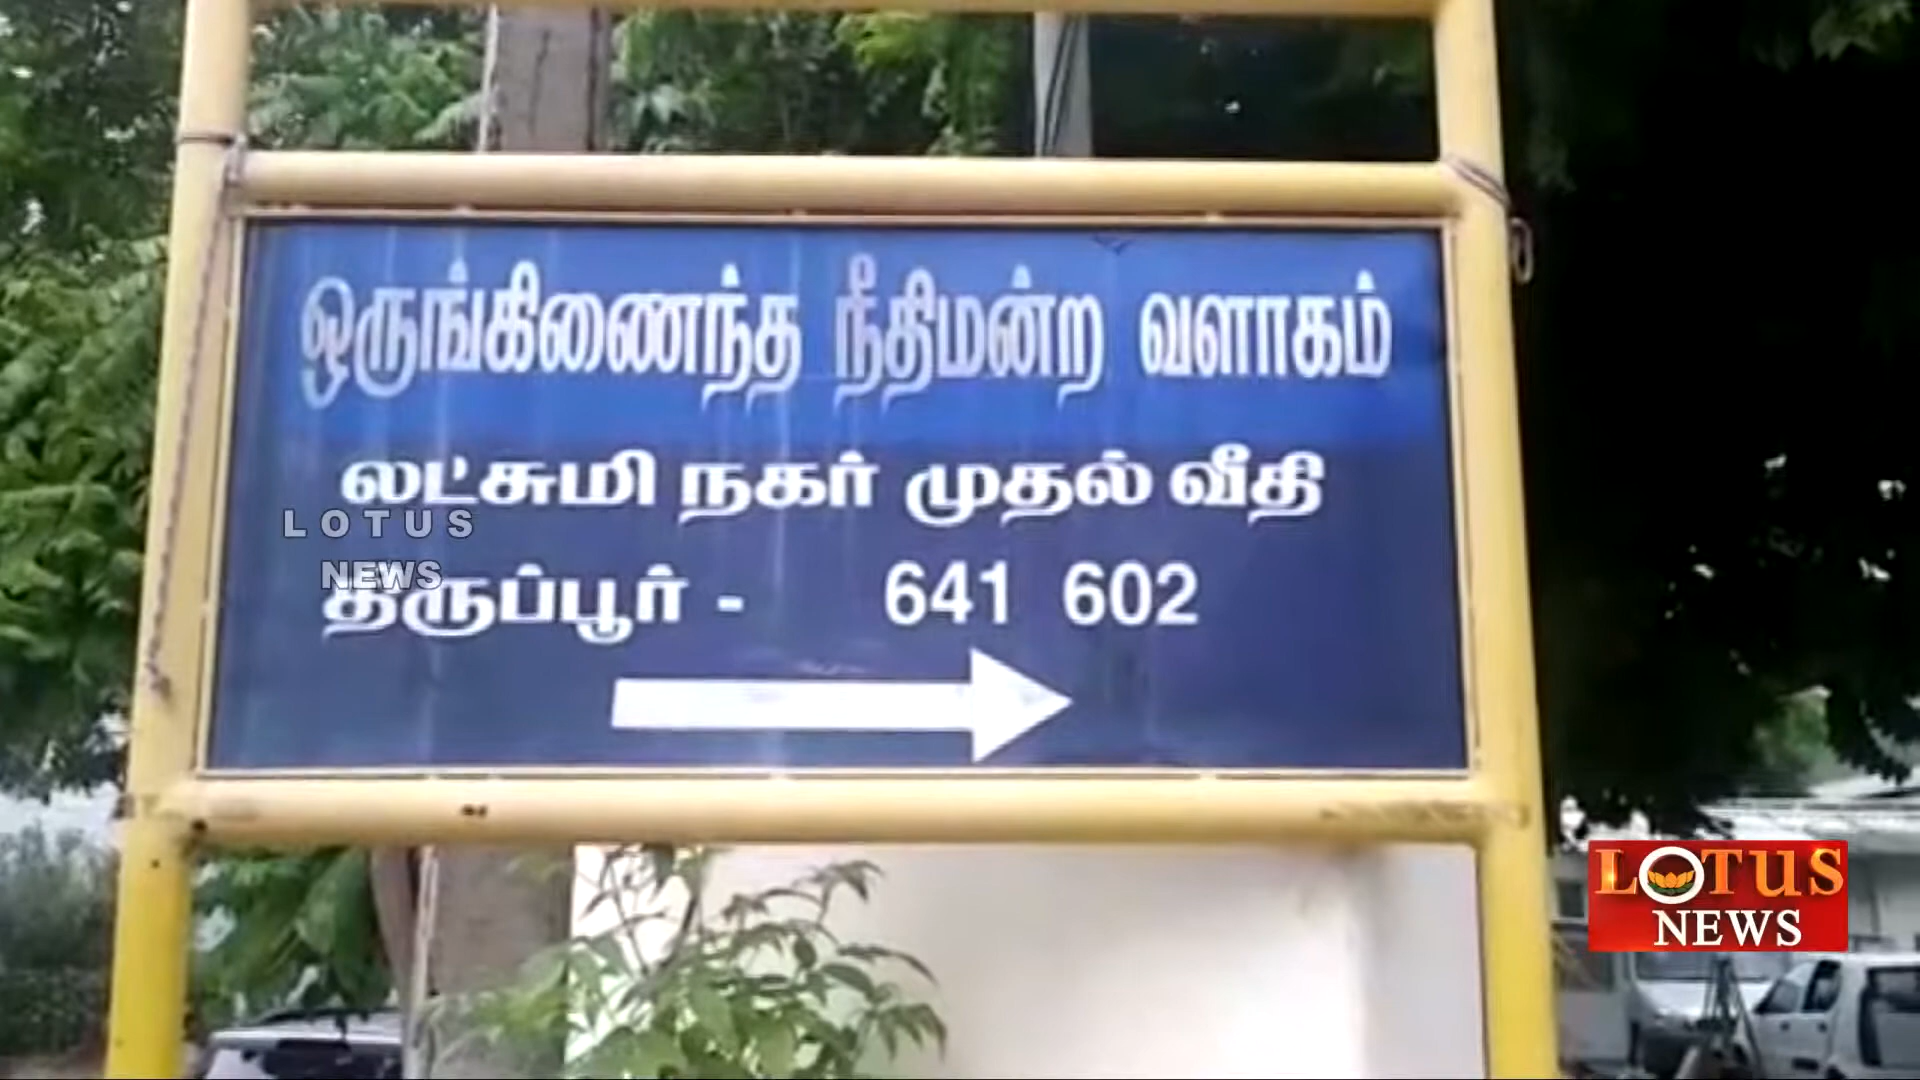 ஒருங்கிணைந்த நீதிமன்ற வளாகம்
லட்சுமி நகர் முதல் வீதி
LOTUS
NEWS
திருப்பூர் - 641 602
LOTUS
NEWS